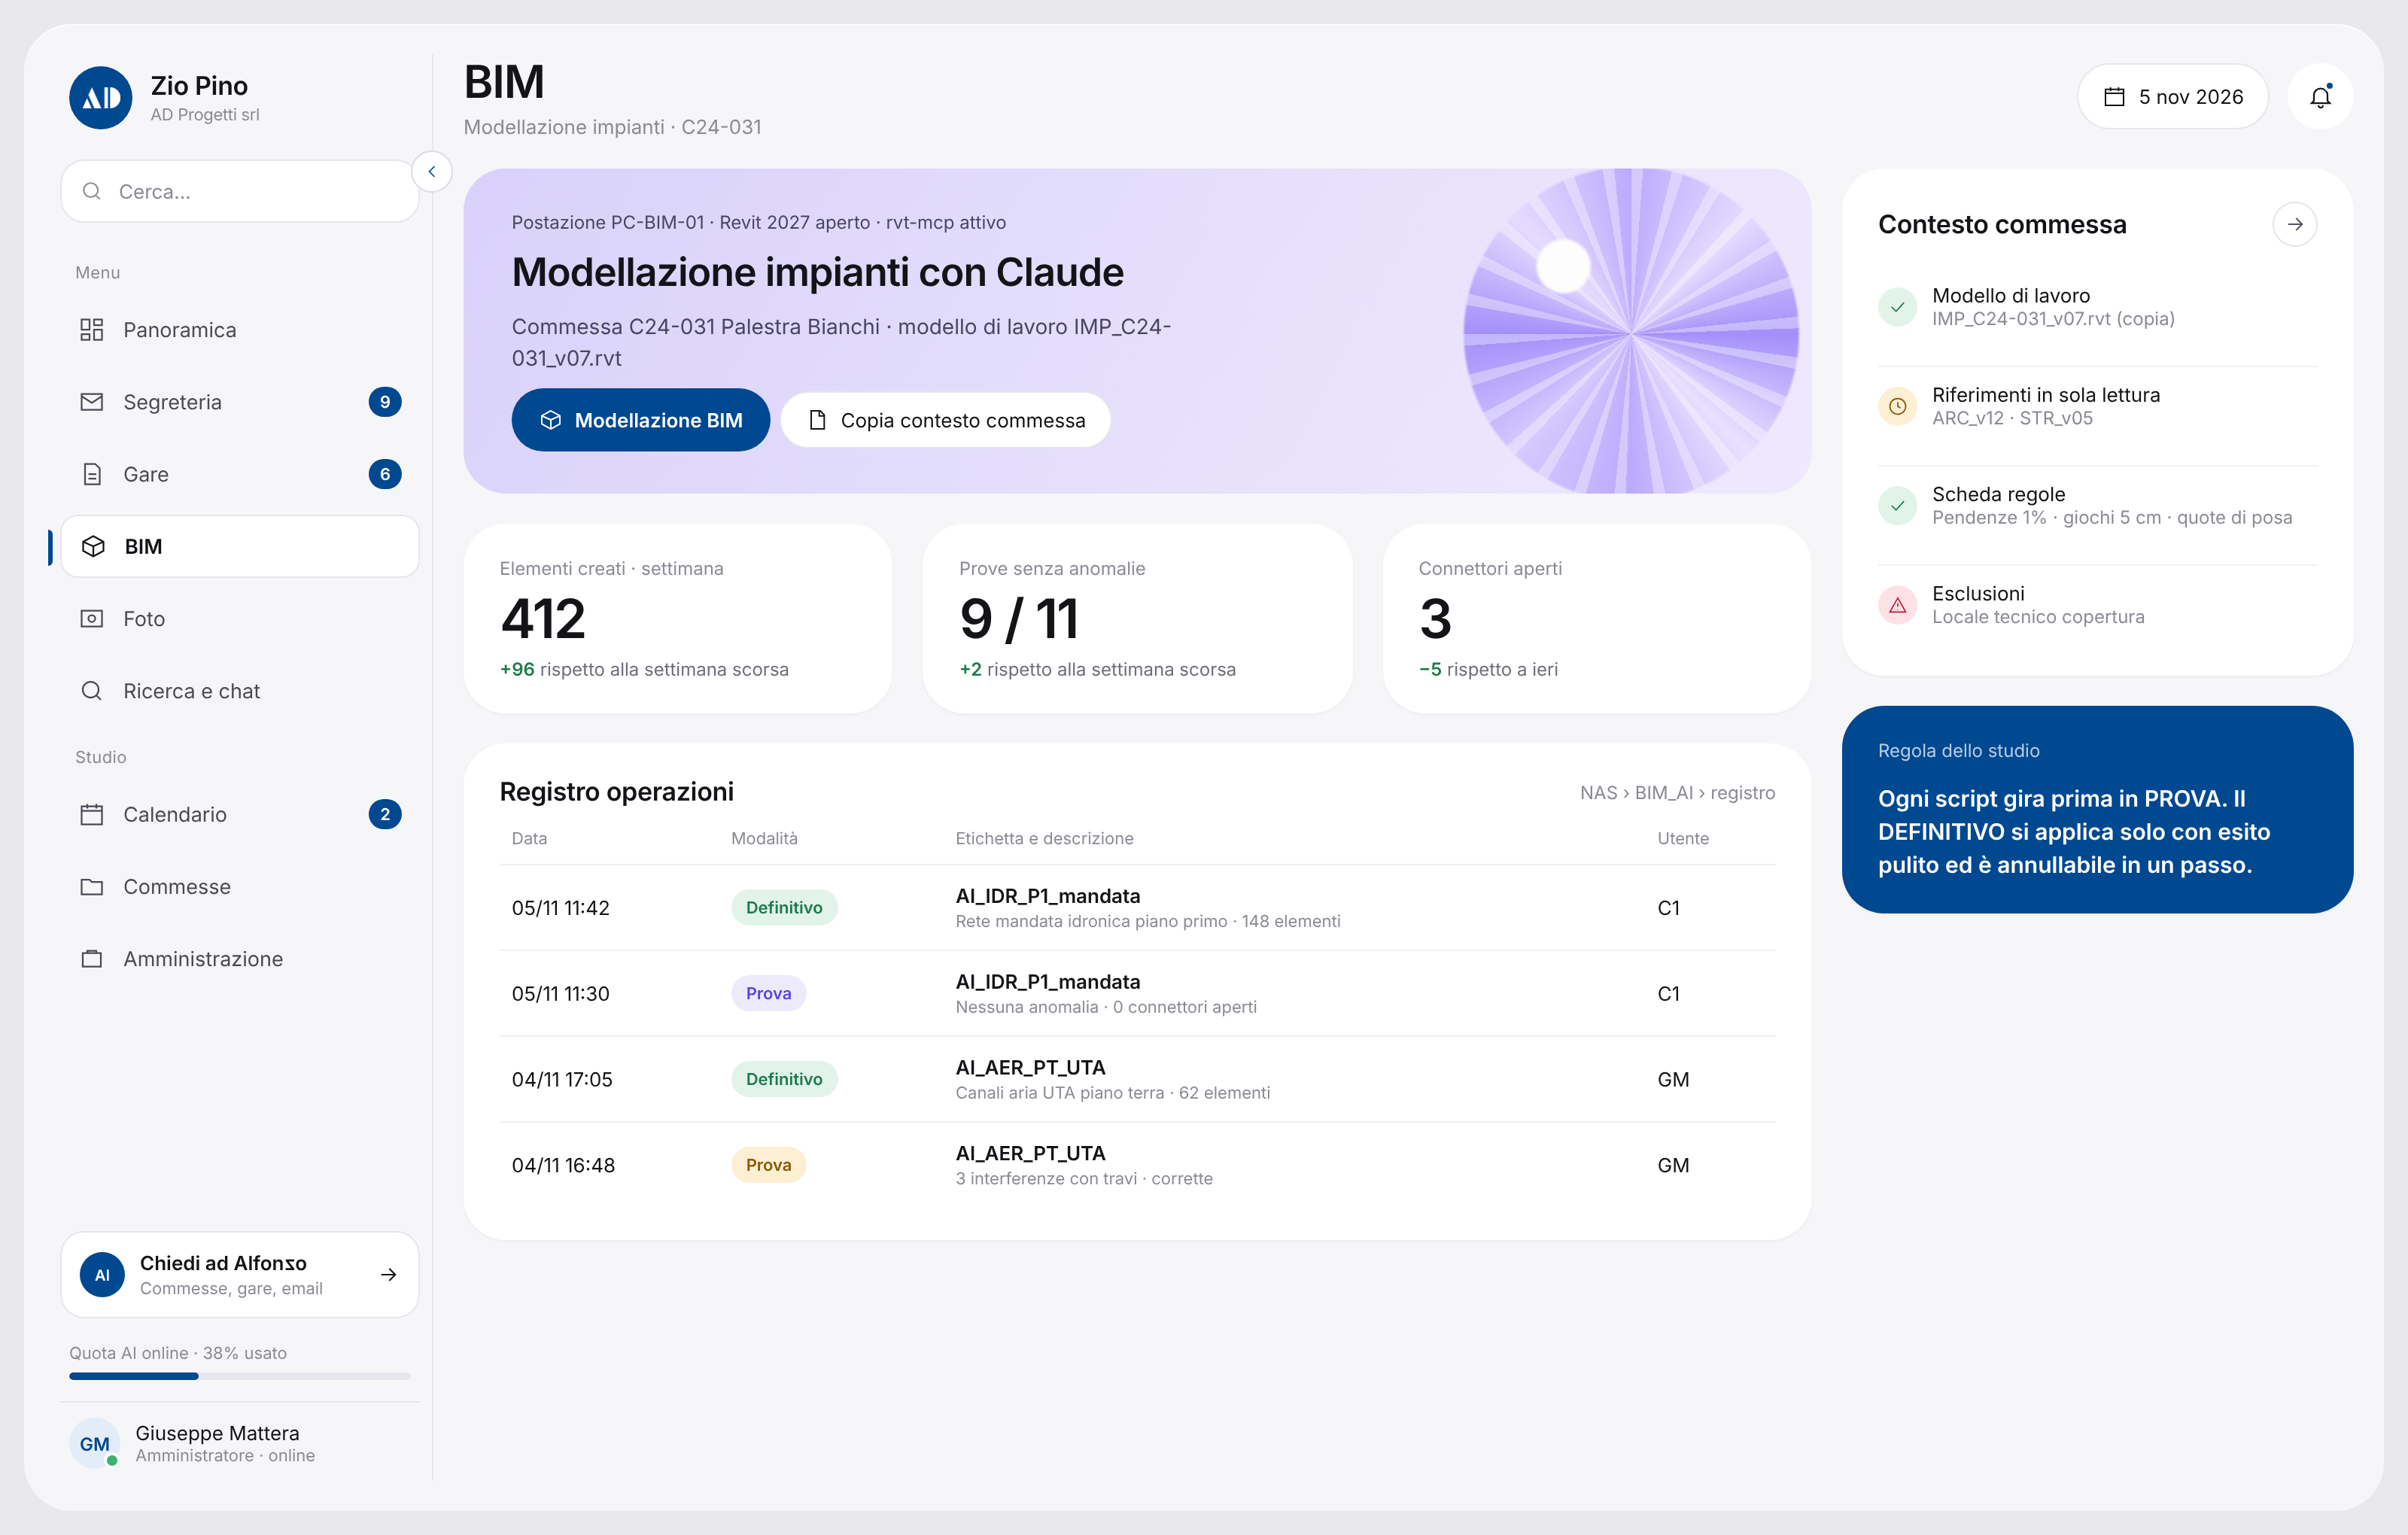 AD
Zio Pino
AD Progetti srl
Cerca...
Menu
Panoramica
Segreteria
9
Gare
6
BIM
Foto
Ricerca e chat
Studio
Calendario
2
Commesse
Amministrazione
AI
Chiedi ad Alfonso
Commesse, gare, email
Quota AI online · 38% usato
GM
Giuseppe Mattera
Amministratore · online
BIM
Modellazione impianti · C24-031
5 nov 2026
Postazione PC-BIM-01 · Revit 2027 aperto · rvt-mcp attivo
Modellazione impianti con Claude
Commessa C24-031 Palestra Bianchi · modello di lavoro IMP_C24-
031_v07.rvt
Modellazione BIM
Copia contesto commessa
Elementi creati · settimana
412
+96 rispetto alla settimana scorsa
Prove senza anomalie
9 / 11
+2 rispetto alla settimana scorsa
Connettori aperti
3
−5 rispetto a ieri
Registro operazioni
NAS › BIM_AI › registro
Data Modalità Etichetta e descrizione Utente
05/11 11:42 Definitivo AI_IDR_P1_mandata C1
Rete mandata idronica piano primo · 148 elementi
05/11 11:30 Prova AI_IDR_P1_mandata C1
Nessuna anomalia · 0 connettori aperti
04/11 17:05 Definitivo AI_AER_PT_UTA GM
Canali aria UTA piano terra · 62 elementi
04/11 16:48 Prova AI_AER_PT_UTA GM
3 interferenze con travi · corrette
Contesto commessa
Modello di lavoro
IMP_C24-031_v07.rvt (copia)
Riferimenti in sola lettura
ARC_v12 · STR_v05
Scheda regole
Pendenze 1% · giochi 5 cm · quote di posa
Esclusioni
Locale tecnico copertura
Regola dello studio
Ogni script gira prima in PROVA. Il
DEFINITIVO si applica solo con esito
pulito ed è annullabile in un passo.